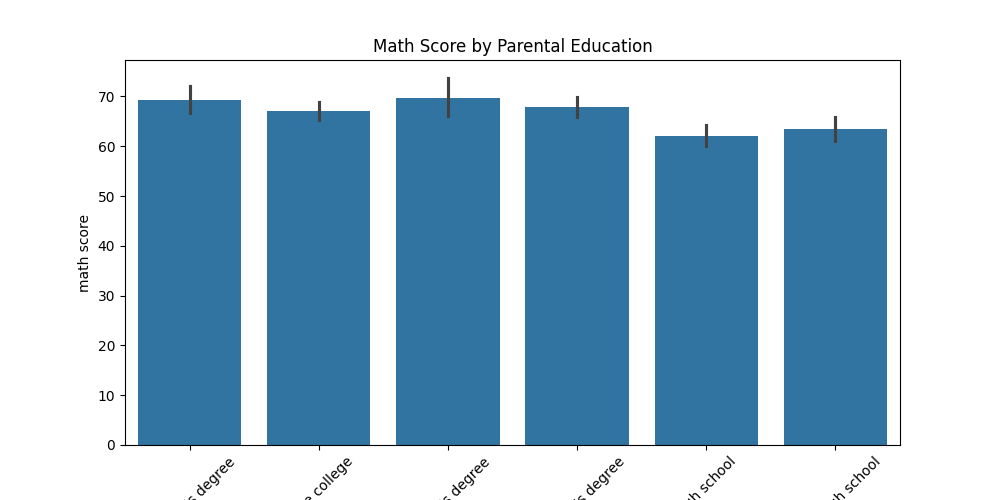 Math Score by Parental Education
math score
70
60
50
40
30
20
10
0
degree
college
degree
degree
school
school